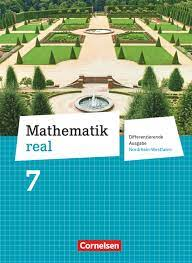 Mathematik
real
7
Differenzierende
Ausgabe
Nordrhein-Westfalen
Cornelsen